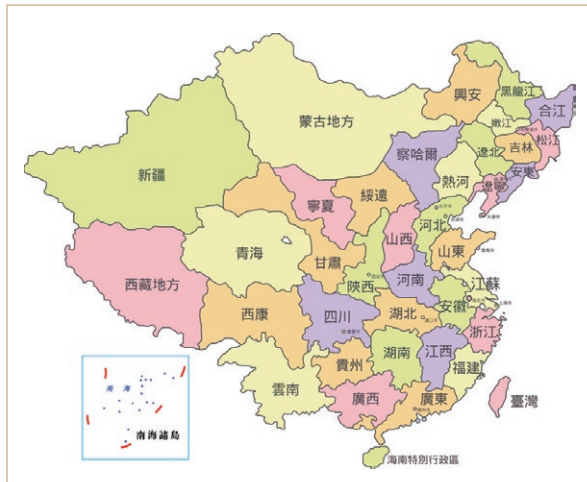 興安
黑龍江
合江
嫩江
松江
蒙古地方
察哈爾
遼北
吉林
安東
新疆
熱河
遼寧
寧夏
綏遠
河北
山西
山東
青海
甘肅
陝西
河南
江蘇
西藏地方
西康
四川
湖北
安徽
浙江
湖南
江西
貴州
福建
雲南
廣西
廣東
臺灣
南海
南海諸島
海南特別行政區